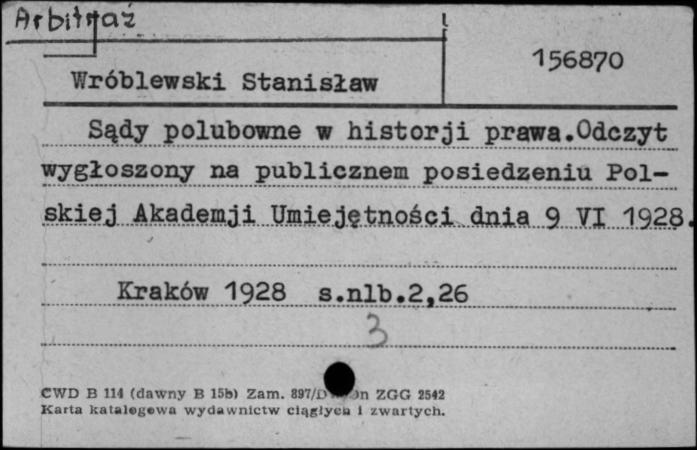 Arbitraż
156870
Wróblewski Stanisław
Sądy polubowne w historji prawa.Odczyt
wygłoszony na publicznem posiedzeniu Pol-
skiej Akademji Umiejętności dnia 9 VI 1928.
Kraków 1928 s.nlb.2,26
3
CWD B 114 (dawny B 15b) Zam. 897/D ZGG 2542
Karta katalogowa wydawnictw ciągłych i zwartych.